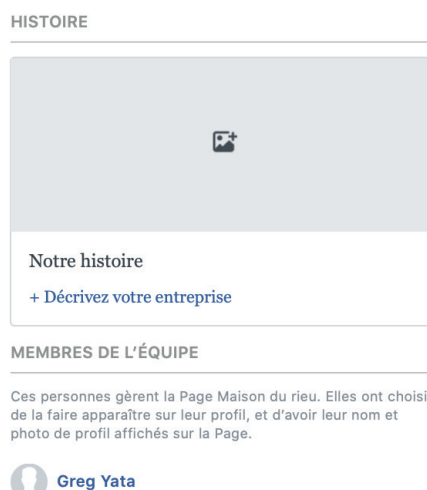 HISTOIRE
Notre histoire
+ Décrivez votre entreprise
MEMBRES DE L'ÉQUIPE
Ces personnes gèrent la Page Maison du rieu. Elles ont choisi
de la faire apparaître sur leur profil, et d'avoir leur nom et
photo de profil affichés sur la Page.
Greg Yata